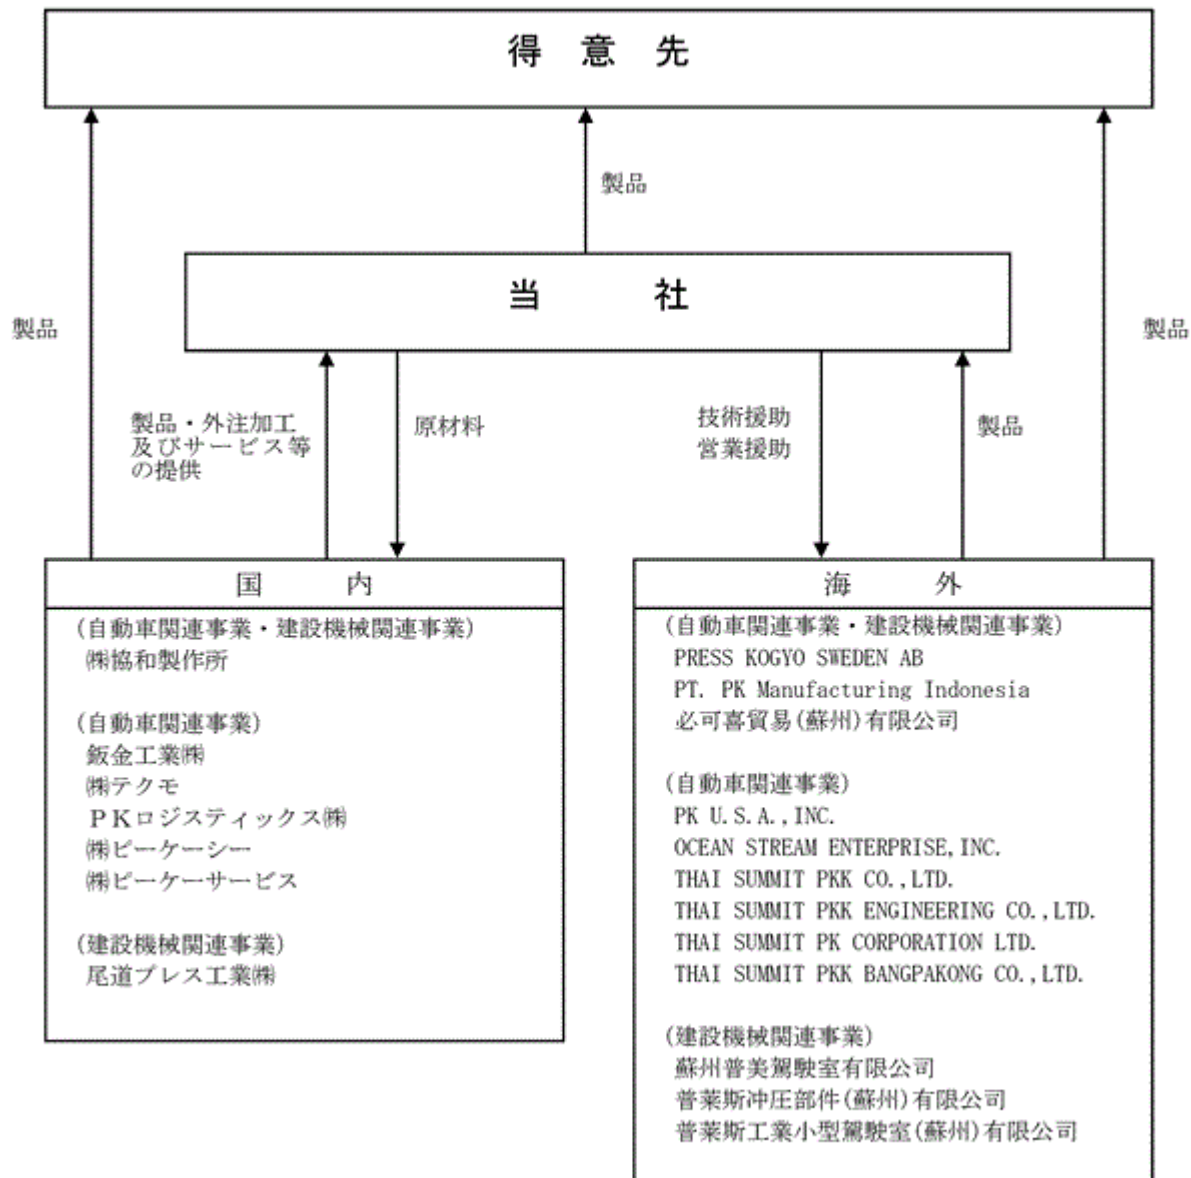 得意先
製品
当社
製品
製品
製品・外注加工
及びサービス等
の提供
原材料
技術援助
営業援助
製品
国内
(自動車関連事業・建設機械関連事業)
㈱協和製作所
(自動車関連事業)
鈑金工業㈱
㈱テクモ
ＰＫロジスティックス㈱
㈱ピーケーシー
㈱ピーケーサービス
(建設機械関連事業)
尾道プレス工業㈱
海外
(自動車関連事業・建設機械関連事業)
PRESS KOGYO SWEDEN AB
PT. PK Manufacturing Indonesia
必可喜貿易(蘇州)有限公司
(自動車関連事業)
PK U.S.A.,INC.
OCEAN STREAM ENTERPRISE,INC.
THAI SUMMIT PKK CO.,LTD.
THAI SUMMIT PKK ENGINEERING CO.,LTD.
THAI SUMMIT PK CORPORATION LTD.
THAI SUMMIT PKK BANGPAKONG CO.,LTD.
(建設機械関連事業)
蘇州普美駕駛室有限公司
普莱斯冲圧部件(蘇州)有限公司
普莱斯工業小型駕駛室(蘇州)有限公司